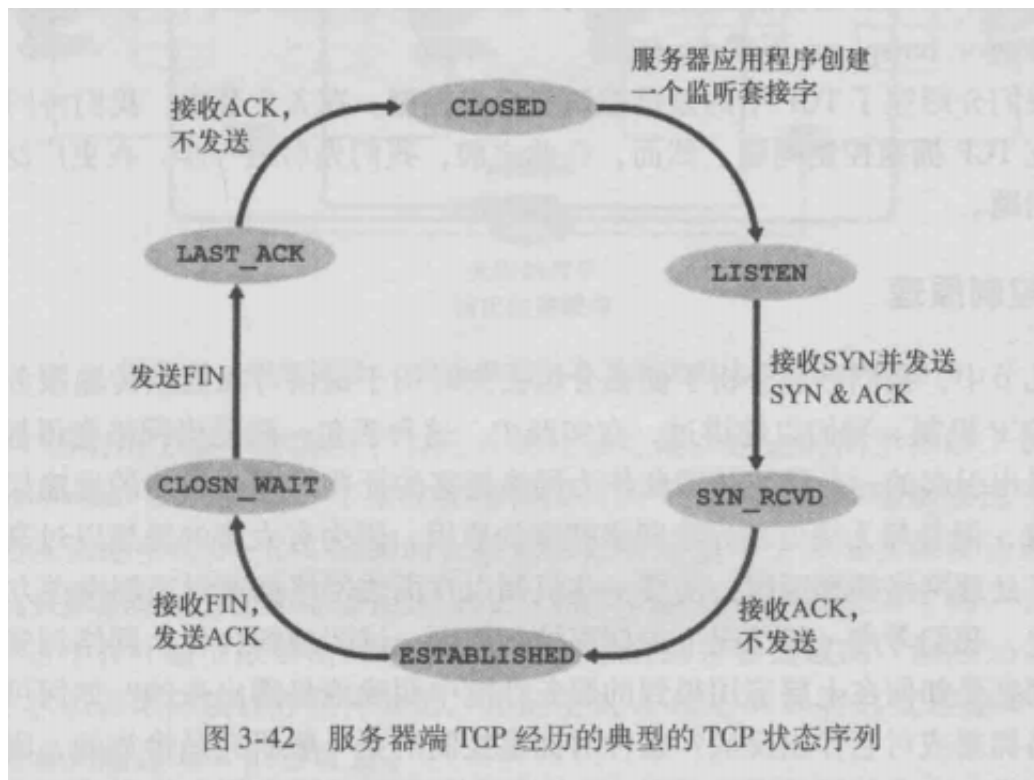 服务器应用程序创建
一个监听套接字
接收ACK,
不发送
CLOSED
LAST_ACK
LISTEN
发送FIN
接收SYN并发送
SYN & ACK
CLOSN_WAIT
SYN_RCVD
接收FIN,
发送ACK
接收ACK,
不发送
ESTABLISHED
图 3-42 服务器端 TCP 经历的典型的 TCP 状态序列